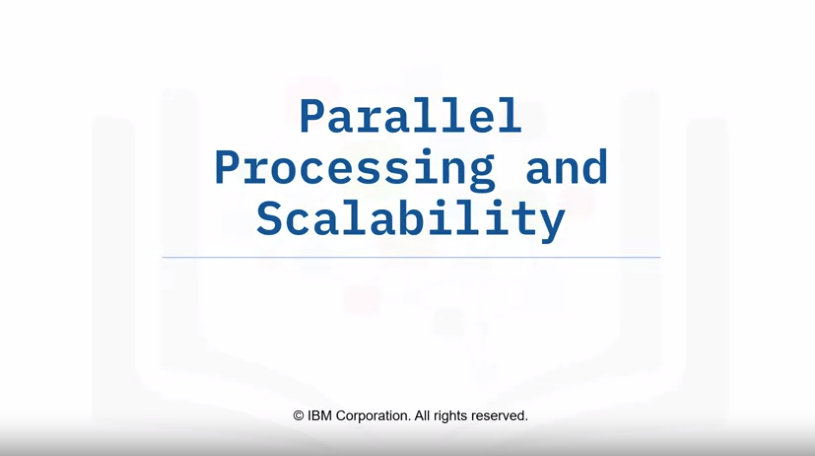 Parallel
Processing and
Scalability
© IBM Corporation. All rights reserved.